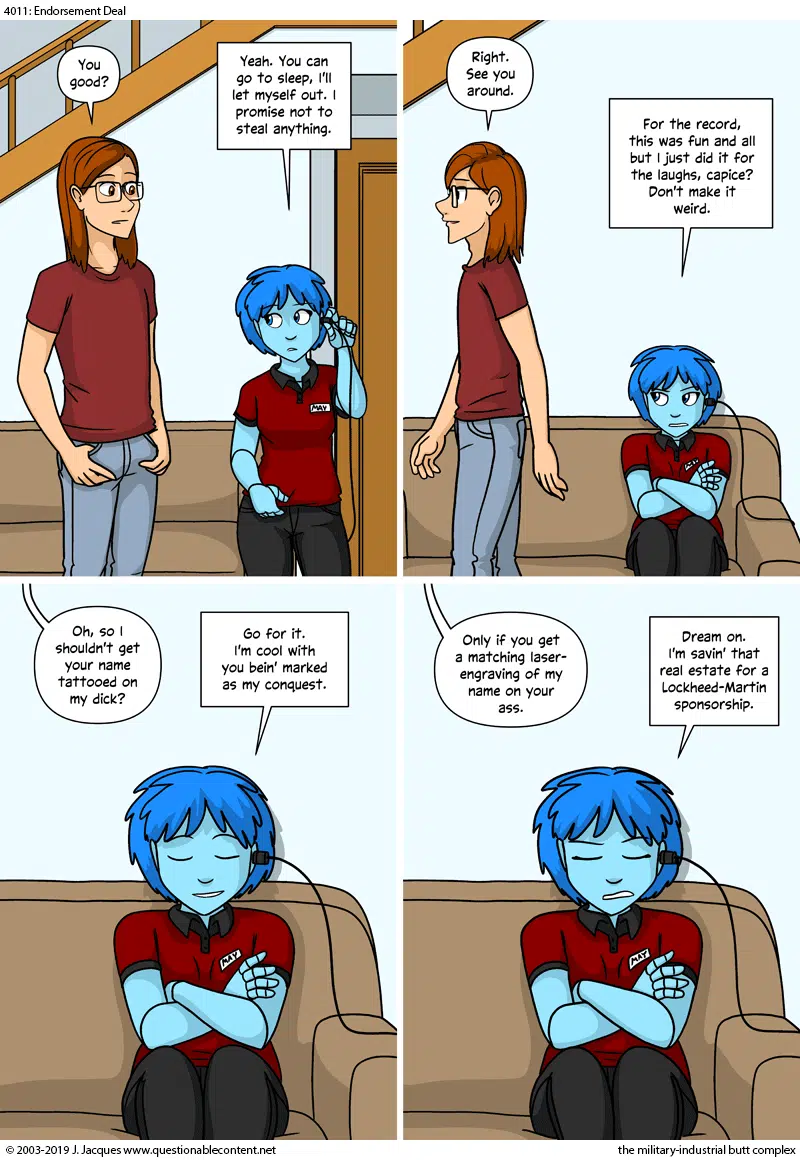 4011: Endorsement Deal
You
good?
Yeah. You can
go to sleep, I'll
let myself out. I
promise not to
steal anything.
MAY
Right.
See you
around.
For the record,
this was fun and all
but I just did it for
the laughs, capice?
Don't make it
weird.
MAY
Oh, so I
shouldn't get
your name
tattooed on
my dick?
Go for it.
I'm cool with
you bein' marked
as my conquest.
MAY
Only if you get
a matching laser-
engraving of my
name on your
ass.
Dream on.
I'm savin' that
real estate for a
Lockheed-Martin
sponsorship.
MAY
© 2003-2019 J. Jacques www.questionablecontent.net
the military-industrial butt complex